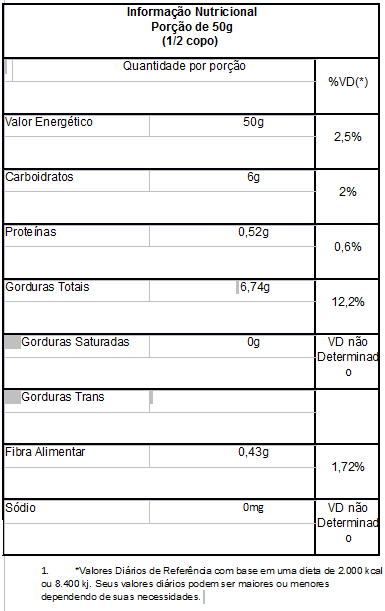 Informação Nutricional
Porção de 50g
(1/2 copo)
Quantidade por porção
%VD(*)
Valor Energético 50g
2,5%
Carboidratos 6g
2%
Proteínas 0,52g
0,6%
Gorduras Totais 6,74g
12,2%
Gorduras Saturadas 0g
VD não
Determinad
o
Gorduras Trans
Fibra Alimentar 0,43g
1,72%
Sódio 0mg
VD não
Determinad
o
1. *Valores Diários de Referência com base em uma dieta de 2.000 kcal
ou 8.400 kj. Seus valores diários podem ser maiores ou menores
dependendo de suas necessidades.